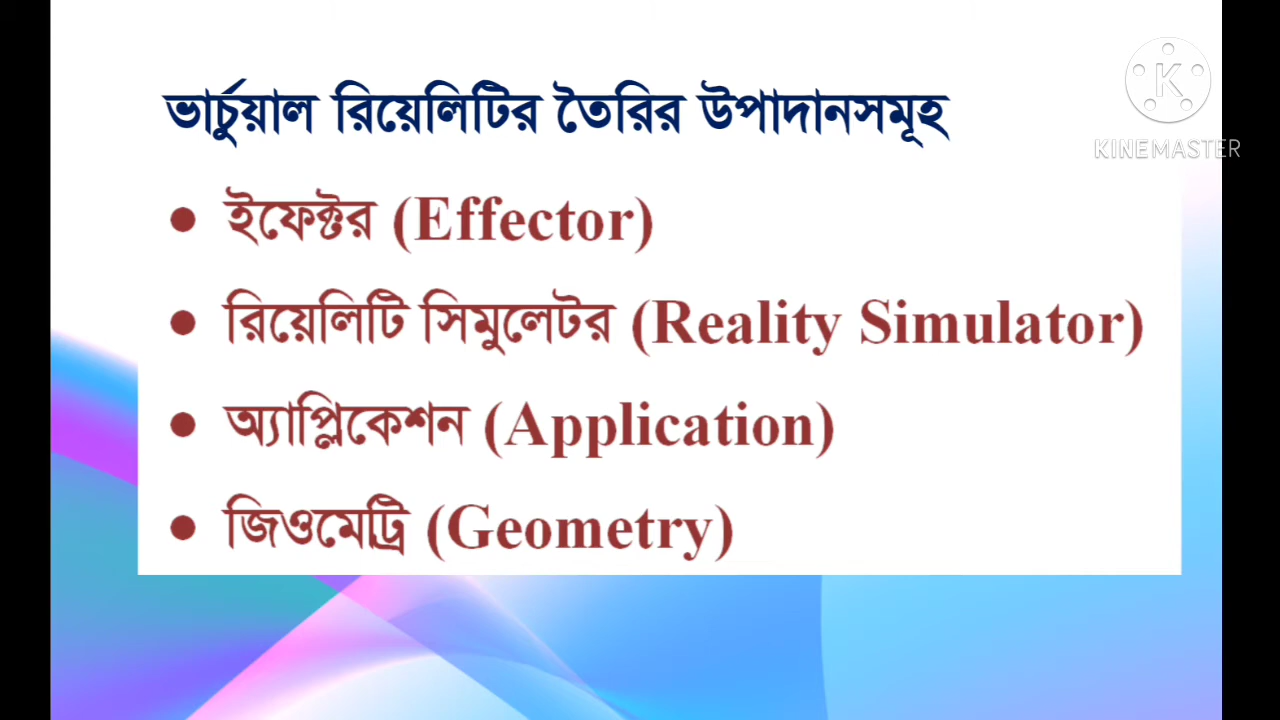 ভার্চুয়াল রিয়েলিটির তৈরির উপাদানসমূহ
KINEMASTER
• ইফেক্টর (Effector)
• রিয়েলিটি সিমুলেটর (Reality Simulator)
• অ্যাপ্লিকেশন (Application)
• জিওমেট্রি (Geometry)